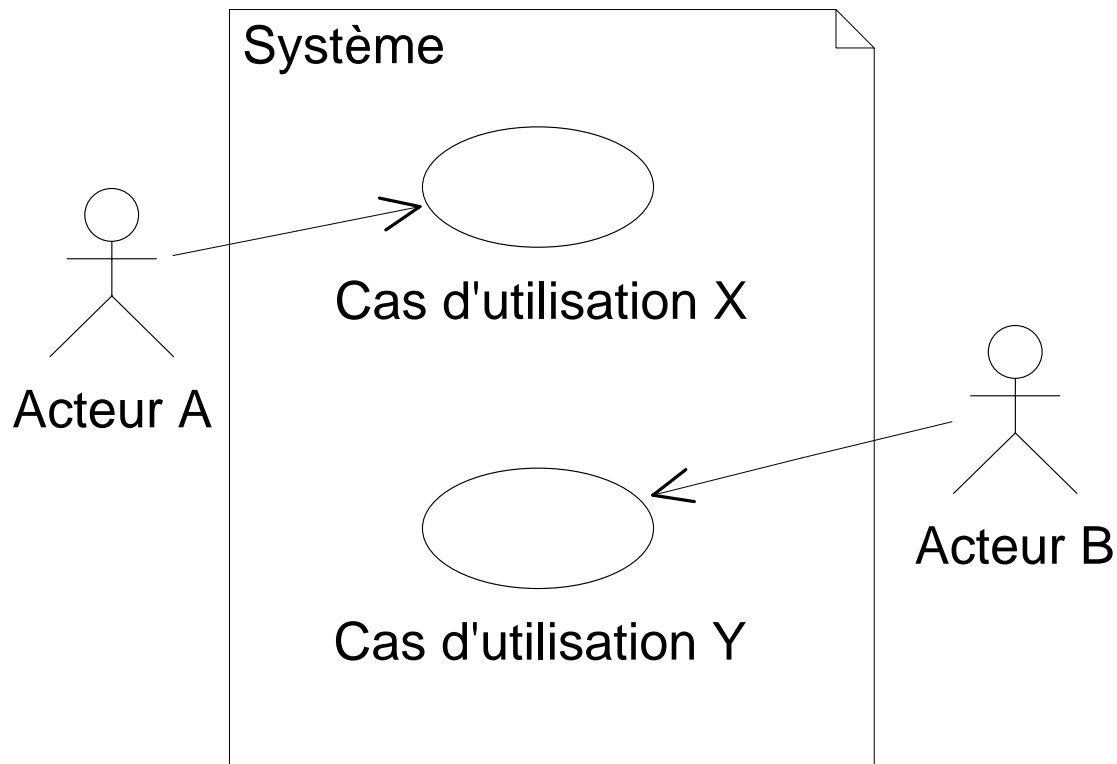 Système
Cas d'utilisation X
Acteur A
Acteur B
Cas d'utilisation Y